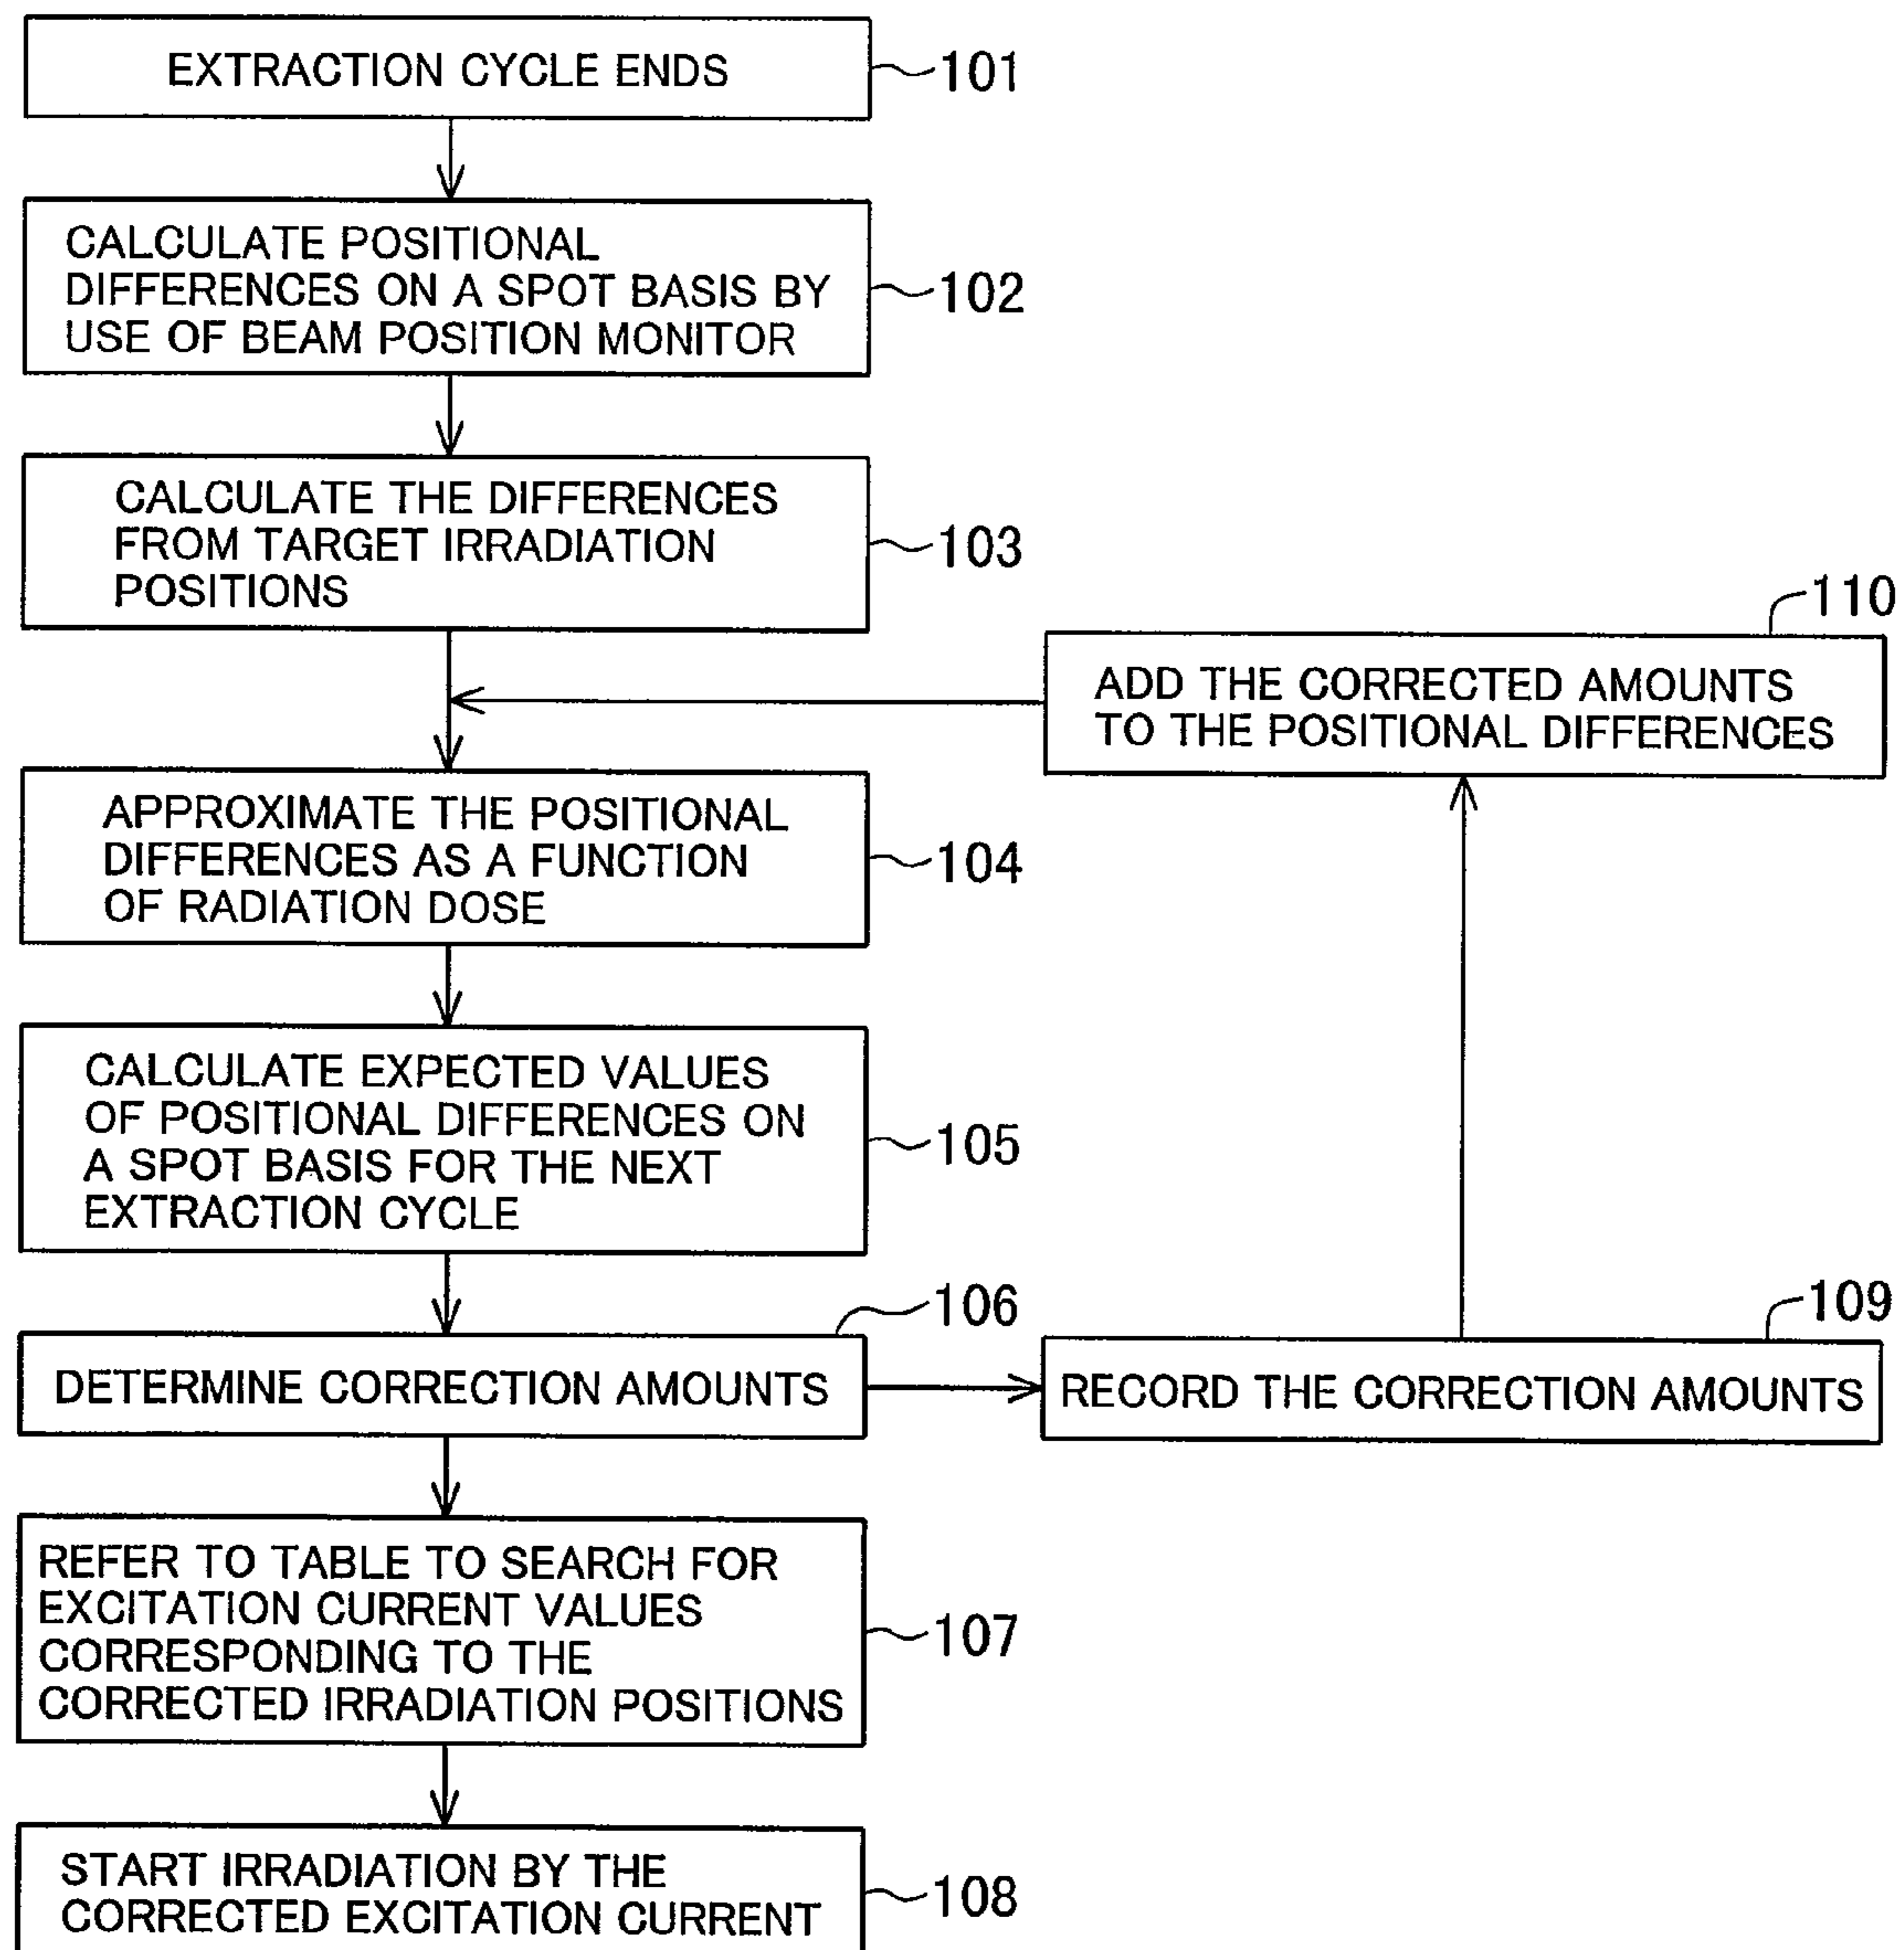 EXTRACTION CYCLE ENDS
101
CALCULATE POSITIONAL
DIFFERENCES ON A SPOT BASIS BY
USE OF BEAM POSITION MONITOR
102
CALCULATE THE DIFFERENCES
FROM TARGET IRRADIATION
POSITIONS
103
110
ADD THE CORRECTED AMOUNTS
TO THE POSITIONAL DIFFERENCES
APPROXIMATE THE POSITIONAL
DIFFERENCES AS A FUNCTION
OF RADIATION DOSE
104
CALCULATE EXPECTED VALUES
OF POSITIONAL DIFFERENCES ON
A SPOT BASIS FOR THE NEXT
EXTRACTION CYCLE
105
106
DETERMINE CORRECTION AMOUNTS
109
RECORD THE CORRECTION AMOUNTS
REFER TO TABLE TO SEARCH FOR
EXCITATION CURRENT VALUES
CORRESPONDING TO THE
CORRECTED IRRADIATION POSITIONS
107
START IRRADIATION BY THE
CORRECTED EXCITATION CURRENT
108